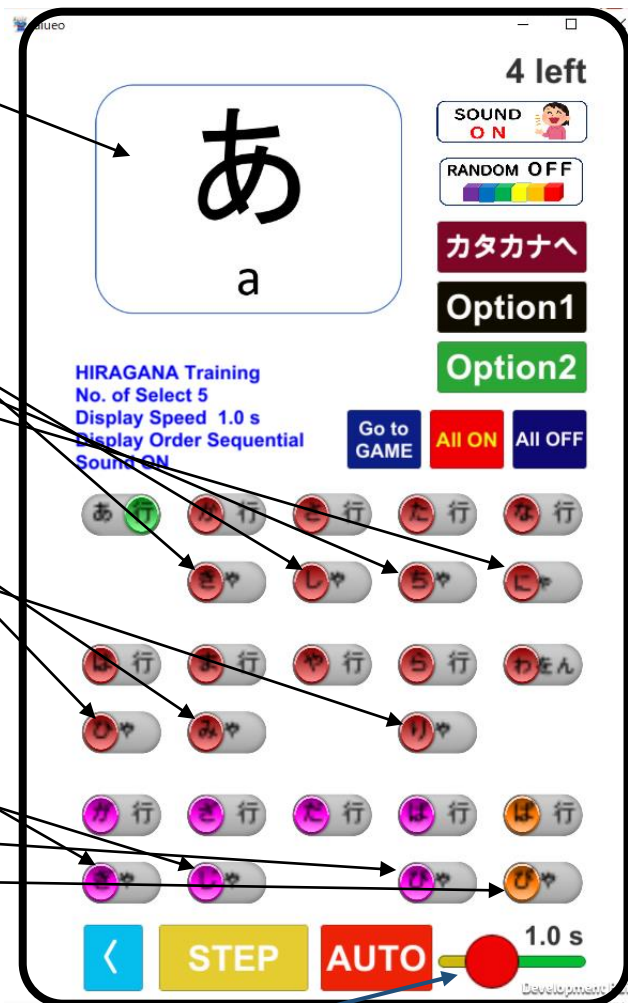 aiueo
4 left
あ
a
SOUND
ON
RANDOM OFF
カタカナへ
Option1
Option2
HIRAGANA Training
No. of Select 5
Display Speed 1.0 s
Display Order Sequential
Sound ON
Go to
GAME
All ON
All OFF
あ行 か行 さ行 た行 な行
きゃ しゃ ちゃ にゃ
は行 ま行 や行 ら行 わをん
ひゃ みゃ りゃ
が行 ざ行 だ行 ば行 ぱ行
ぎゃ じゃ びゃ ぴゃ
く STEP AUTO 1.0 s
Development